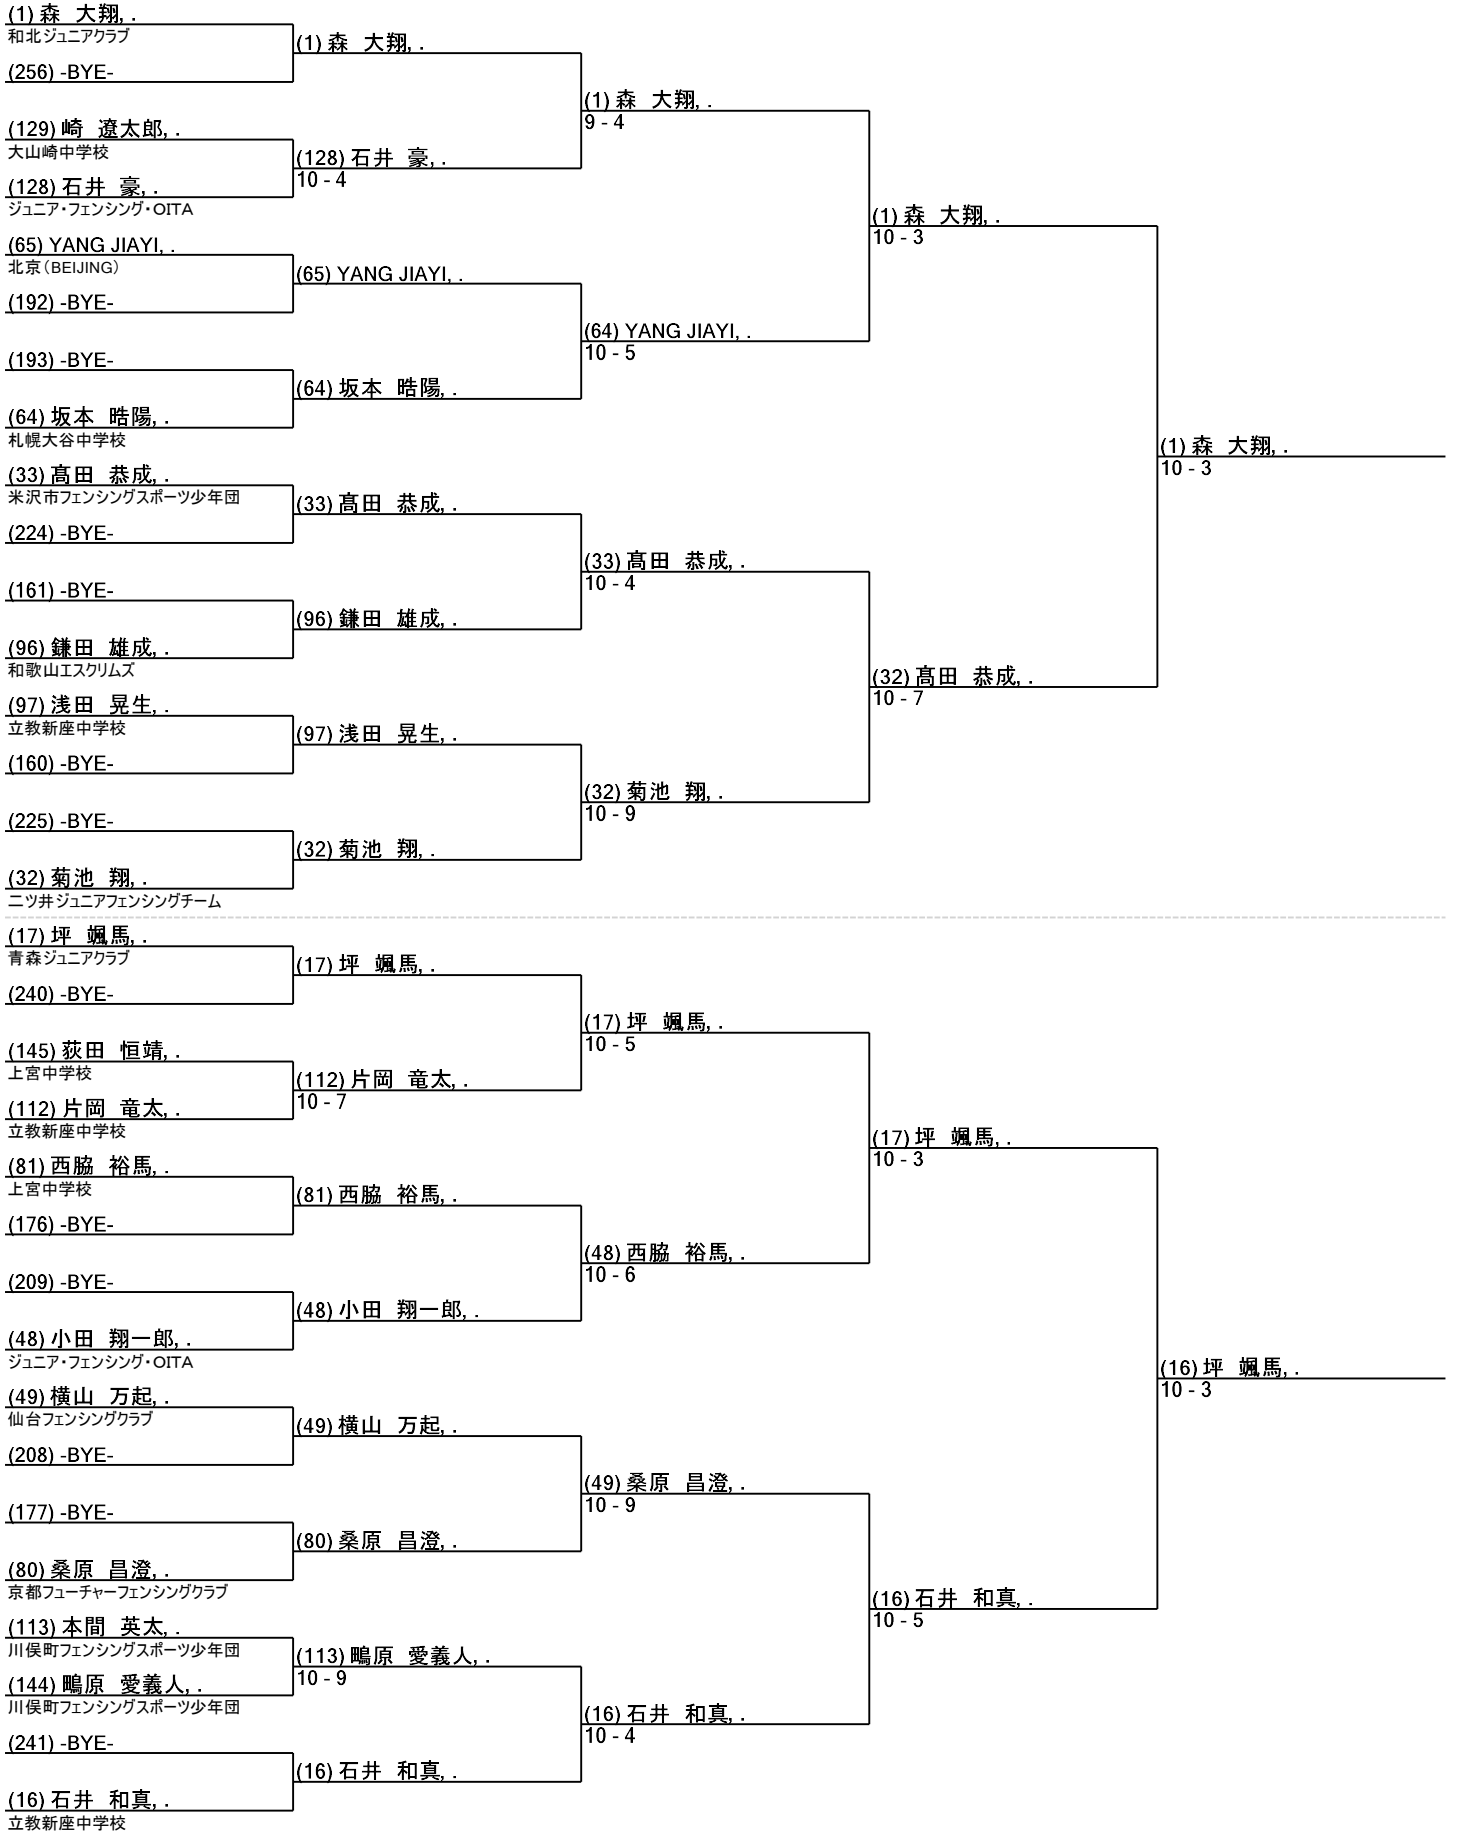 (1) 森　大翔, .
和北ジュニアクラブ
(256) -BYE-
(129) 崎　遼太郎, .
大山崎中学校
(128) 石井　豪, .
ジュニア・フェンシング・OITA
(65) YANG JIAYI, .
北京（BEIJING）
(192) -BYE-
(193) -BYE-
(64) 坂本　晧陽, .
札幌大谷中学校
(33) 髙田　恭成, .
米沢市フェンシングスポーツ少年団
(224) -BYE-
(161) -BYE-
(96) 鎌田　雄成, .
和歌山エスクリムズ
(97) 浅田　晃生, .
立教新座中学校
(160) -BYE-
(225) -BYE-
(32) 菊池　翔, .
二ツ井ジュニアフェンシングチーム
(17) 坪　颯馬, .
青森ジュニアクラブ
(240) -BYE-
(145) 荻田　恒靖, .
上宮中学校
(112) 片岡　竜太, .
立教新座中学校
(81) 西脇　裕馬, .
上宮中学校
(176) -BYE-
(209) -BYE-
(48) 小田　翔一郎, .
ジュニア・フェンシング・OITA
(49) 横山　万起, .
仙台フェンシングクラブ
(208) -BYE-
(177) -BYE-
(80) 桑原　昌澄, .
京都フューチャーフェンシングクラブ
(113) 本間　英太, .
川俣町フェンシングスポーツ少年団
(144) 鴫原　愛義人, .
川俣町フェンシングスポーツ少年団
(241) -BYE-
(16) 石井　和真, .
立教新座中学校
(1) 森　大翔, .
(128) 石井　豪, .
10 - 4
(65) YANG JIAYI, .
(64) 坂本　晧陽, .
(33) 髙田　恭成, .
(96) 鎌田　雄成, .
(97) 浅田　晃生, .
(32) 菊池　翔, .
(17) 坪　颯馬, .
(112) 片岡　竜太, .
10 - 7
(81) 西脇　裕馬, .
(48) 小田　翔一郎, .
(49) 横山　万起, .
(80) 桑原　昌澄, .
(113) 鴫原　愛義人, .
10 - 9
(16) 石井　和真, .
(1) 森　大翔, .
9 - 4
(64) YANG JIAYI, .
10 - 5
(33) 髙田　恭成, .
10 - 4
(32) 菊池　翔, .
10 - 9
(17) 坪　颯馬, .
10 - 5
(48) 西脇　裕馬, .
10 - 6
(49) 桑原　昌澄, .
10 - 9
(16) 石井　和真, .
10 - 4
(1) 森　大翔, .
10 - 3
(32) 髙田　恭成, .
10 - 7
(17) 坪　颯馬, .
10 - 3
(16) 石井　和真, .
10 - 5
(1) 森　大翔, .
10 - 3
(16) 坪　颯馬, .
10 - 3